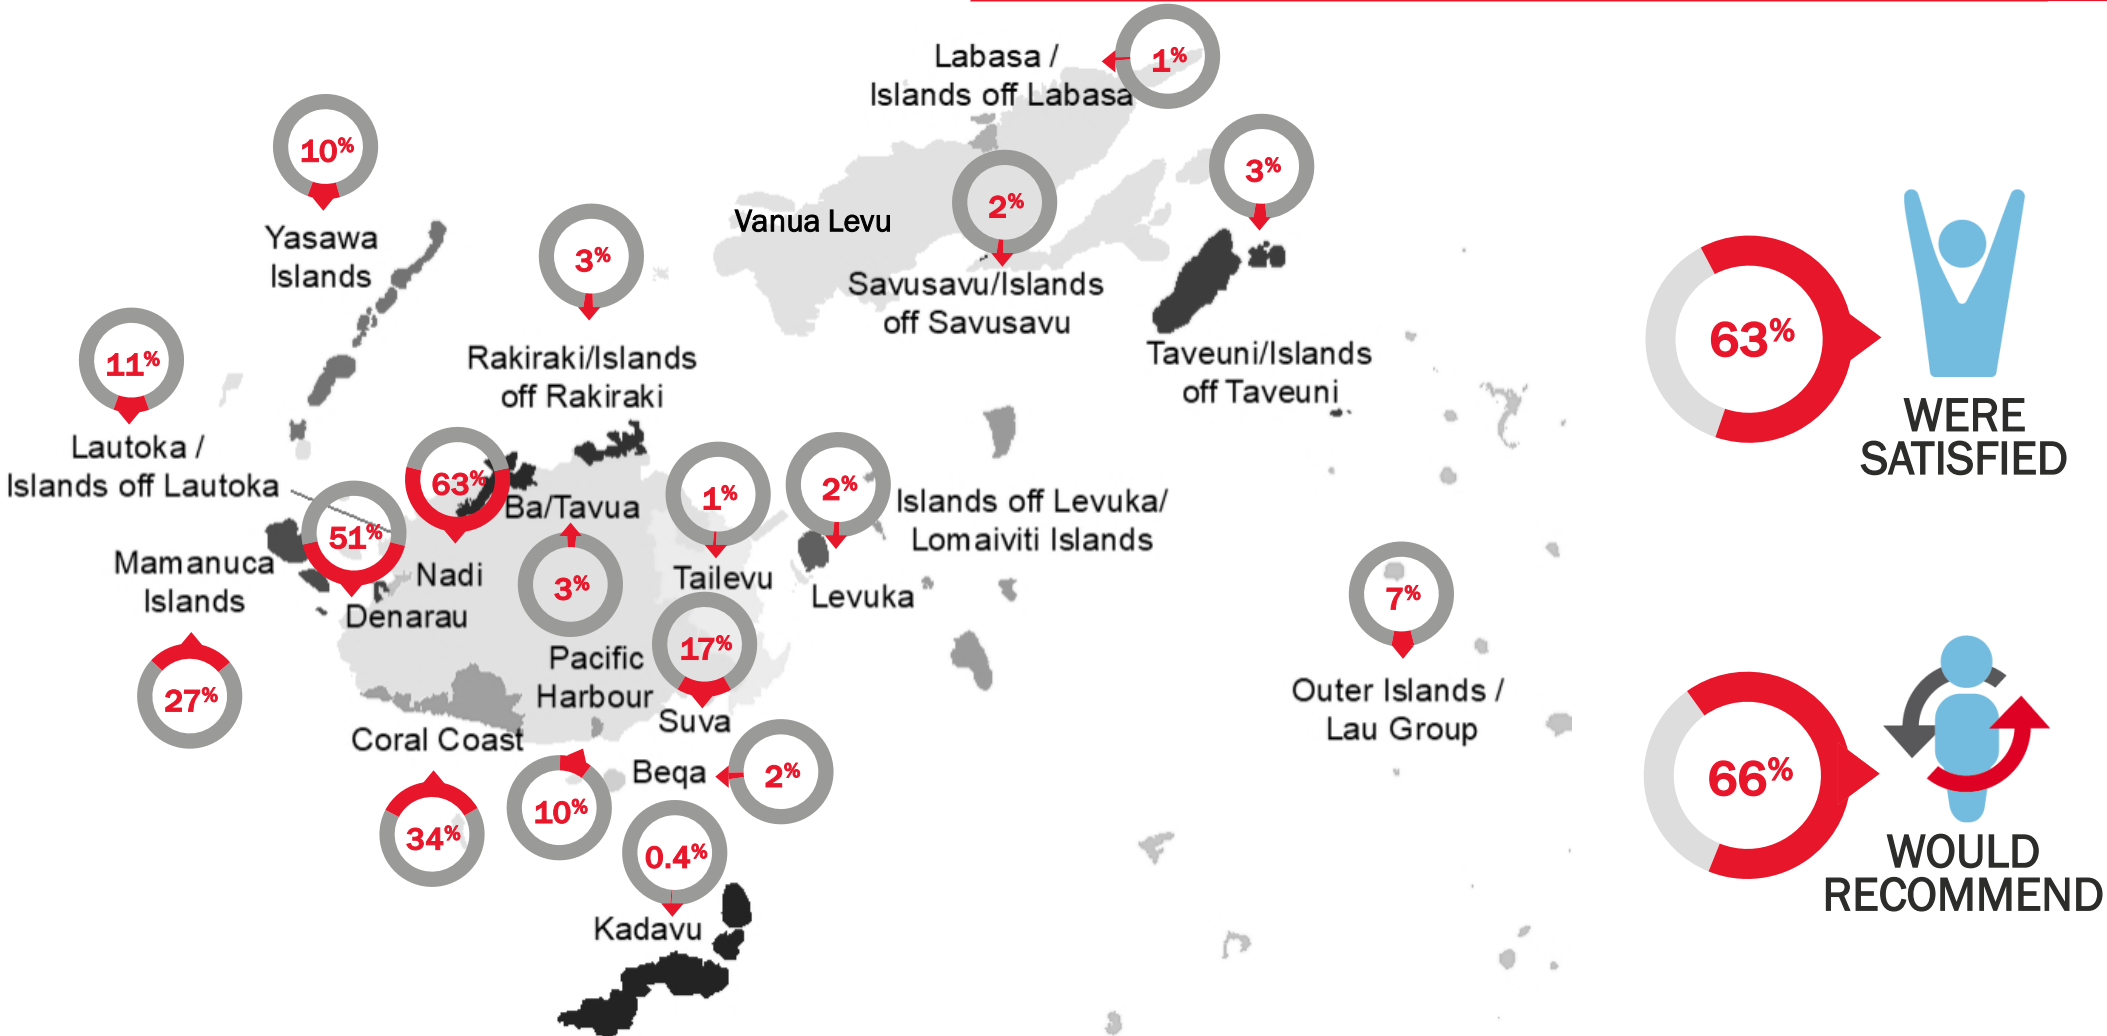 Labasa /
Islands off Labasa
1%
10%
Yasawa
Islands
3%
Vanua Levu
2%
Savusavu/Islands
off Savusavu
3%
Taveuni/Islands
off Taveuni
Rakiraki/Islands
off Rakiraki
11%
Lautoka /
Islands off Lautoka
63%
Nadi
Ba/Tavua
3%
51%
Denarau
Mamanuca
Islands
27%
1%
Tailevu
2%
Islands off Levuka/
Lomaiviti Islands
Levuka
17%
Suva
Pacific
Harbour
10%
Coral Coast
34%
Beqa
2%
0.4%
Kadavu
7%
Outer Islands /
Lau Group
63%
WERE
SATISFIED
66%
WOULD
RECOMMEND